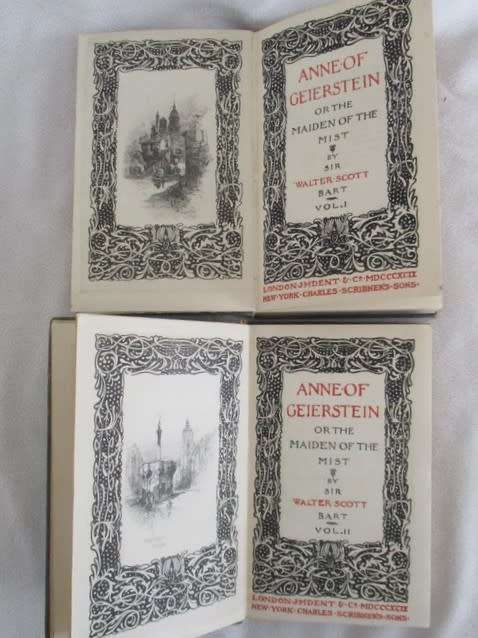 ANNE·OF
GEIERSTEIN
OR THE
MAIDEN OF THE
MIST
BY
SIR
WALTER·SCOTT
BART
VOL.I
LONDON·J·M·DENT·&·Co·MDCCCXCIX
NEW·YORK·CHARLES·SCRIBNER'S·SONS·
ANNE·OF
GEIERSTEIN
OR THE
MAIDEN OF THE
MIST
BY
SIR
WALTER·SCOTT
BART
VOL.II
LONDON·J·M·DENT·&·Co·MDCCCXCIX
NEW·YORK·CHARLES·SCRIBNER'S·SONS·